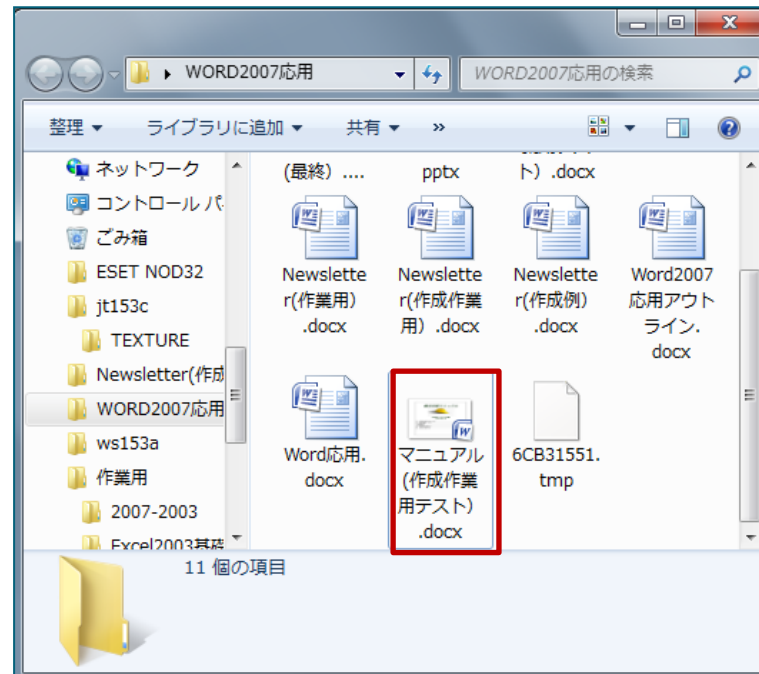 WORD2007応用
WORD2007応用の検索
整理
ライブラリに追加
共有
»
ネットワーク
コントロール パ
ごみ箱
ESET NOD32
jt153c
TEXTURE
Newsletter(作成
WORD2007応用
ws153a
作業用
2007-2003
Excel2003基礎
(最終) ....
pptx
ト) .docx
Newslette
r(作業用)
.docx
Newslette
r(作成作業
用) .docx
Newslette
r(作成例)
.docx
Word2007
応用アウト
ライン.
docx
Word応用.
docx
マニュアル
(作成作業
用テスト)
.docx
6CB31551.
tmp
11 個の項目